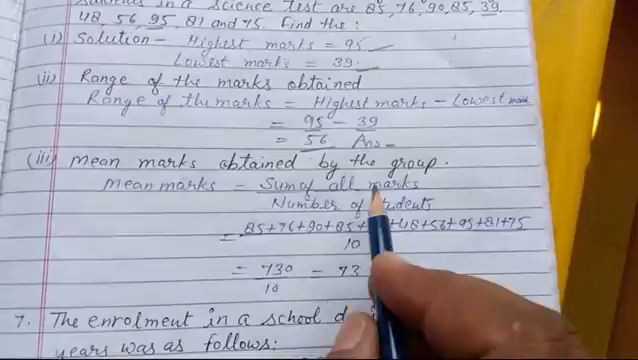 in a science test are 85, 76, 90, 85, 39,
48, 56, 95, 81 and 75. Find the :
(i) Solution - Highest marks = 95
Lowest marks = 39.
(ii) Range of the marks obtained
Range of the marks = Highest marks - Lowest mark
= 95 - 39
= 56 Ans -
(iii) Mean marks obtained by the group.
Mean marks = Sum of all marks
Number of students
= 85+76+90+85+ +48+56+95+81+75
10
= 730 = 73
10
7. The enrolment in a school
years was as follows: